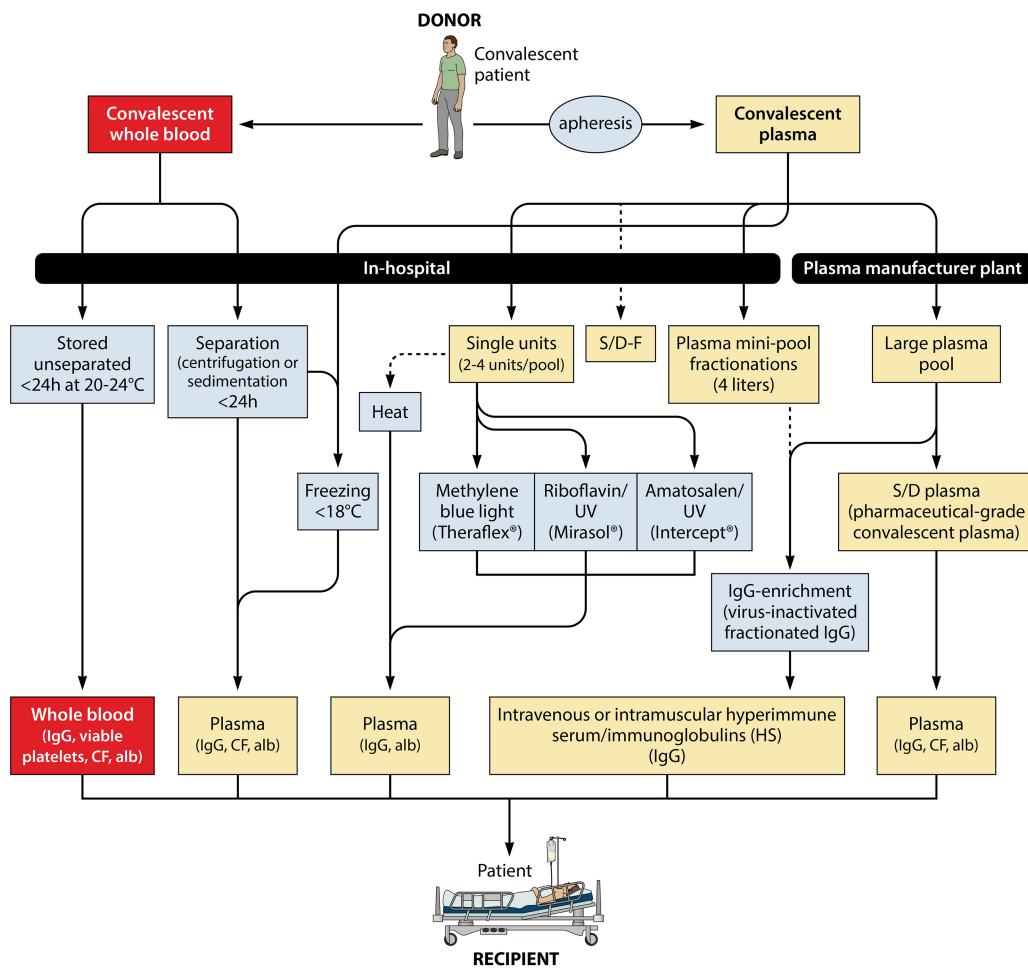 DONOR
Convalescent
patient
Convalescent
whole blood
apheresis
Convalescent
plasma
In-hospital
Plasma manufacturer plant
Stored
unseparated
<24h at 20-24°C
Separation
(centrifugation or
sedimentation
<24h
Single units
(2-4 units/pool)
S/D-F
Plasma mini-pool
fractionations
(4 liters)
Large plasma
pool
Heat
Freezing
<18°C
Methylene
blue light
(Theraflex®)
Riboflavin/
UV
(Mirasol®)
Amatosalen/
UV
(Intercept®)
S/D plasma
(pharmaceutical-grade
convalescent plasma)
IgG-enrichment
(virus-inactivated
fractionated IgG)
Whole blood
(IgG, viable
platelets, CF, alb)
Plasma
(IgG, CF, alb)
Plasma
(IgG, alb)
Intravenous or intramuscular hyperimmune
serum/immunoglobulins (HS)
(IgG)
Plasma
(IgG, CF, alb)
Patient
RECIPIENT